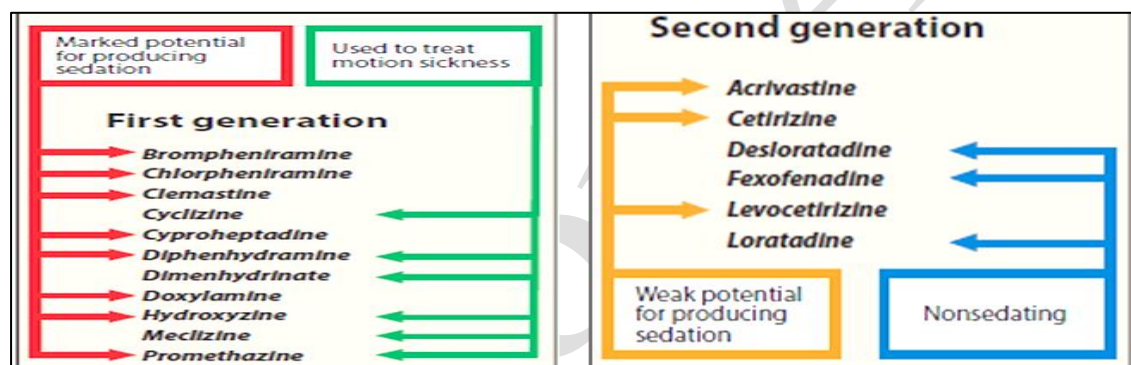 Marked potential
for producing
sedation
Used to treat
motion sickness
First generation
Brompheniramine
Chlorpheniramine
Clemastine
Cyclizine
Cyproheptadine
Diphenhydramine
Dimenhydrinate
Doxylamine
Hydroxyzine
Meclizine
Promethazine
Second generation
Acrivastine
Cetirizine
Desloratadine
Fexofenadine
Levocetirizine
Loratadine
Weak potential
for producing
sedation
Nonsedating